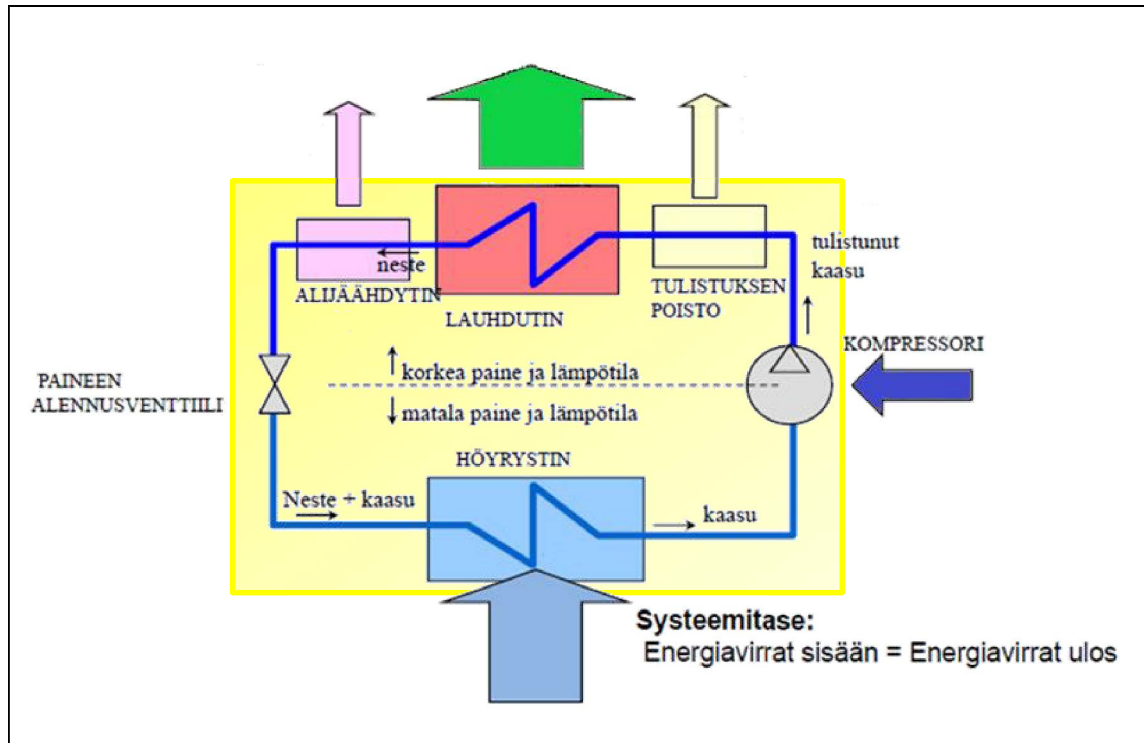 tulistunut
kaasu
neste
ALIJÄÄHDYTIN
TULISTUKSEN
POISTO
LAUHDUTIN
KOMPRESSORI
korkea paine ja lämpötila
PAINEEN
ALENNUSVENTTIILI
matala paine ja lämpötila
HÖYRYSTIN
Neste + kaasu
kaasu
Systeemitase:
Energiavirrat sisään = Energiavirrat ulos